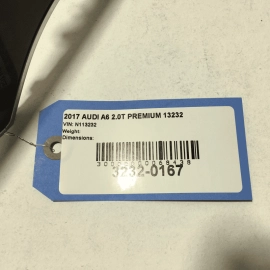 2017 AUDI A6 2.0T PREMIUM 13232
VIN: N113232
Weight:
Dimensions:
3232-0167